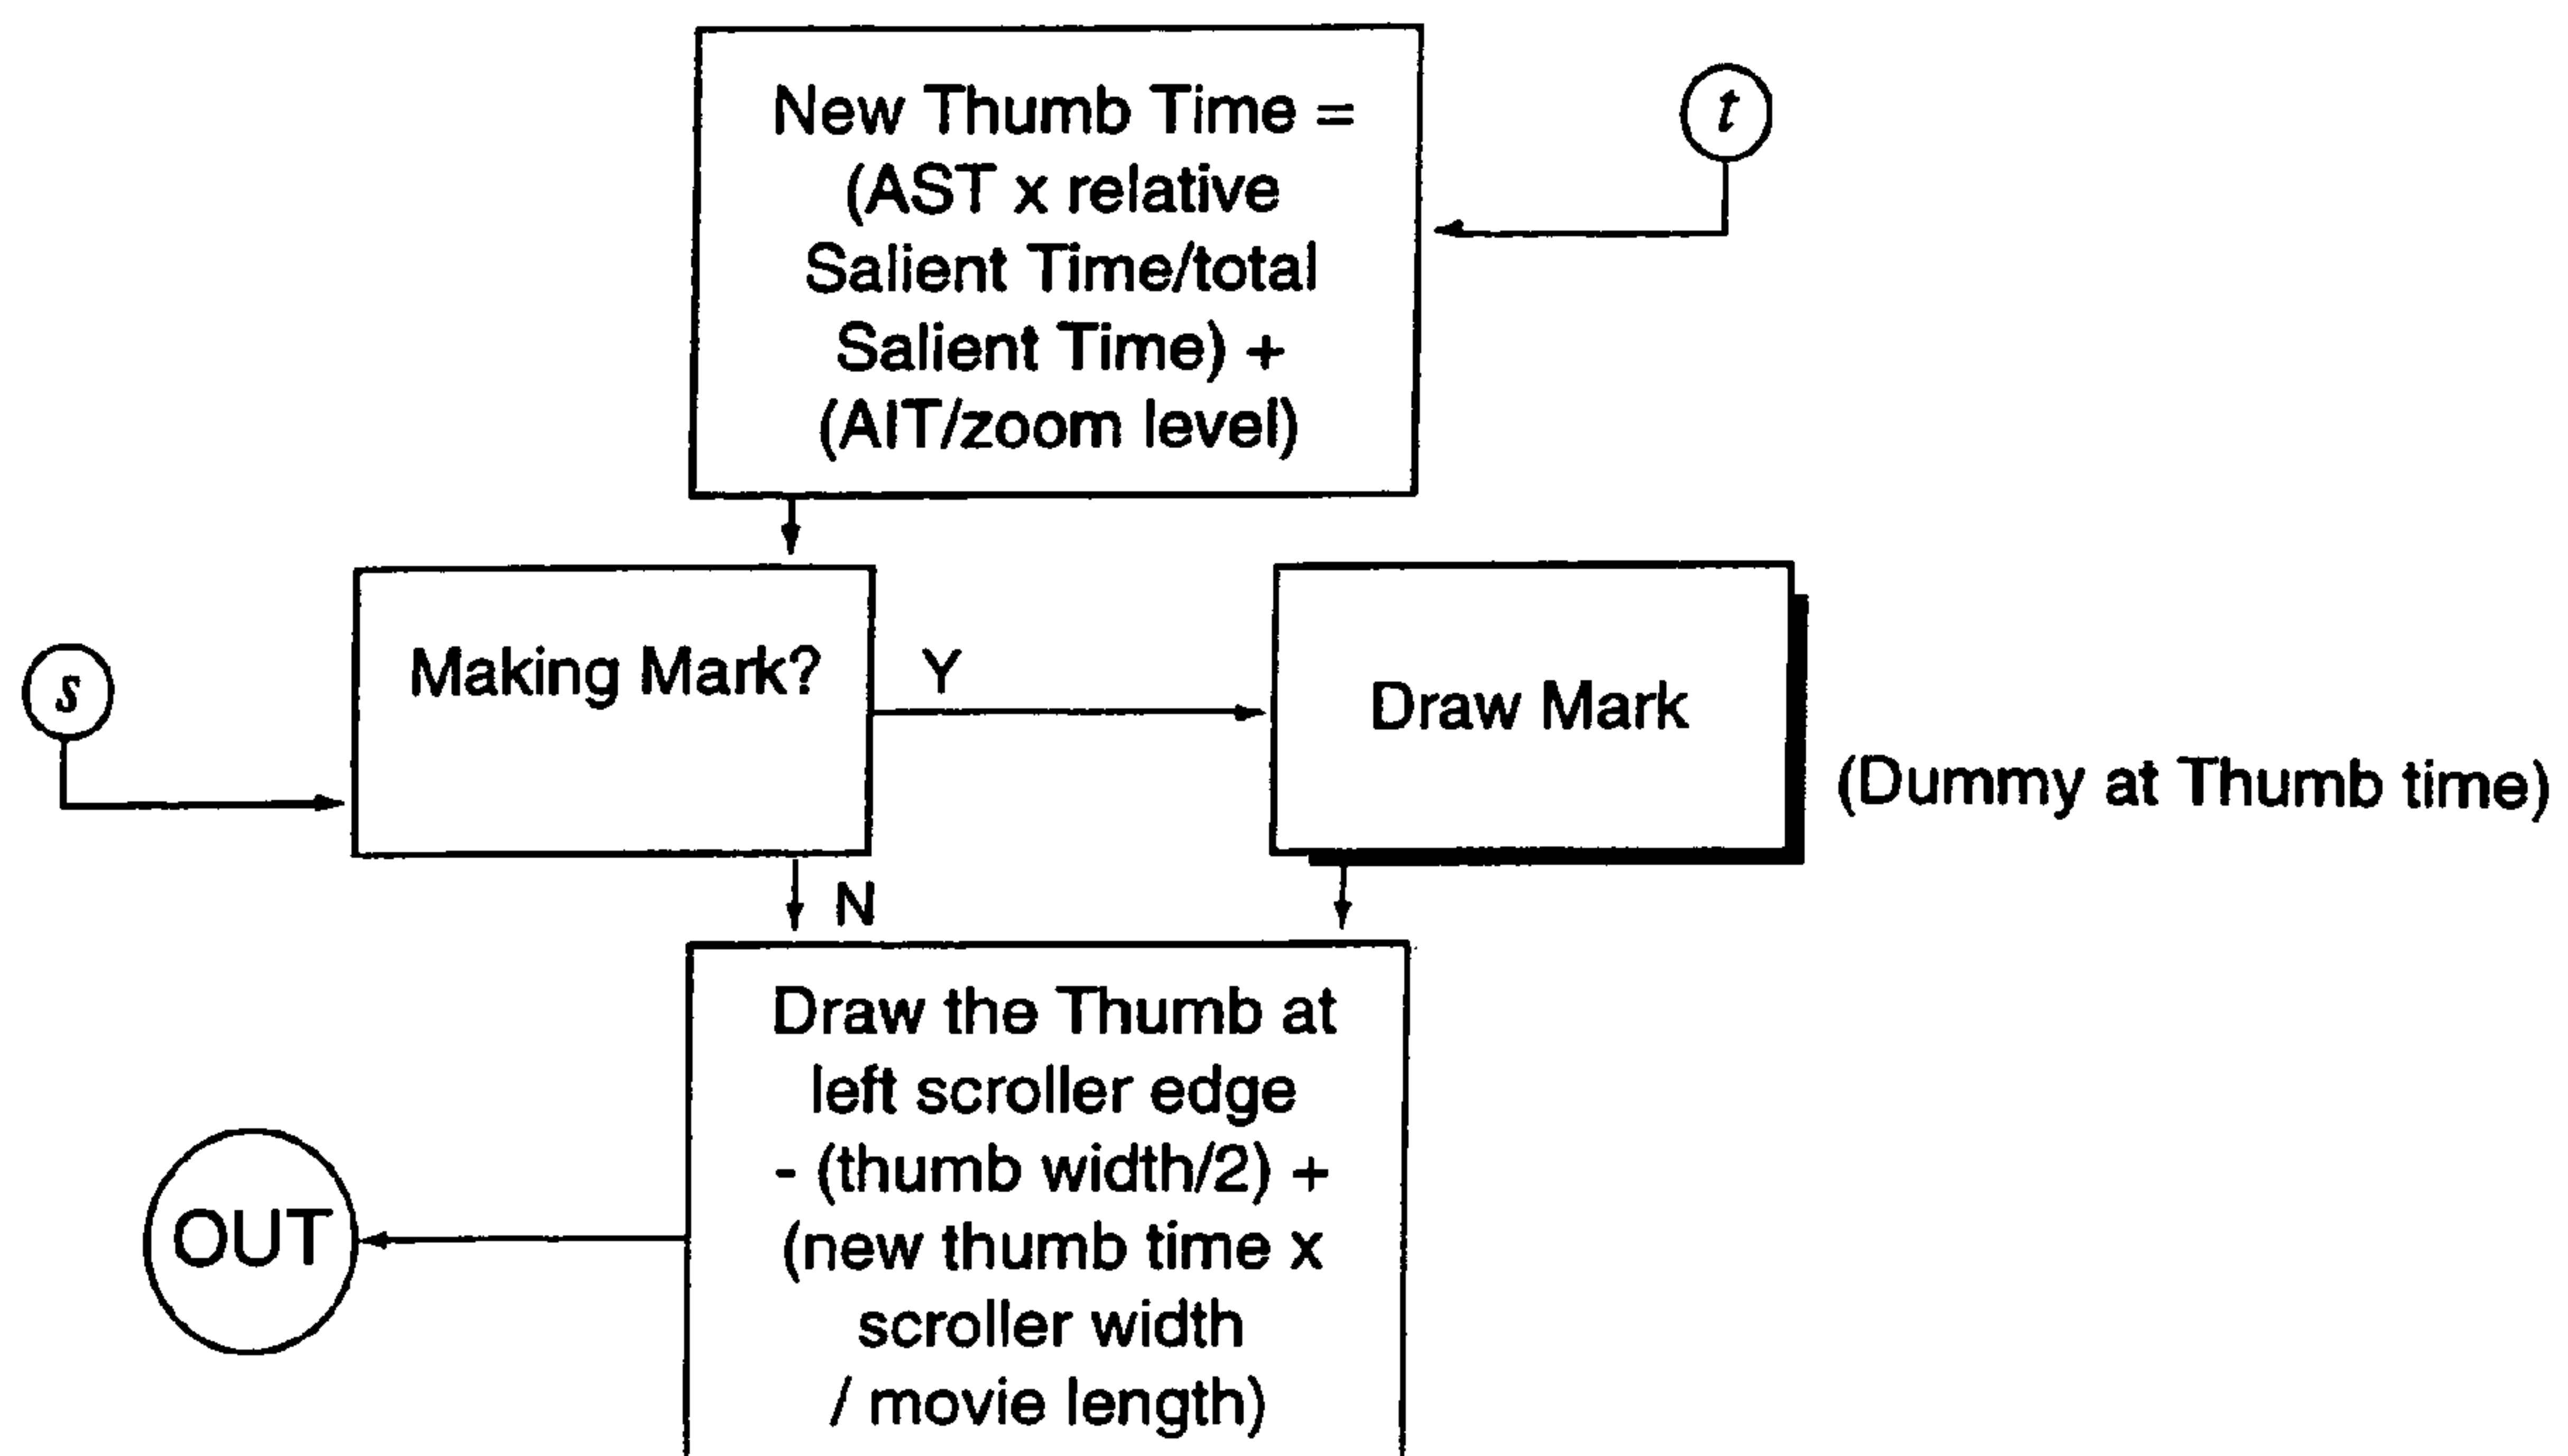 New Thumb Time =
(AST x relative
Salient Time/total
Salient Time) +
(AIT/zoom level)
t
s
Making Mark?
Y
Draw Mark
(Dummy at Thumb time)
N
Draw the Thumb at
left scroller edge
- (thumb width/2) +
(new thumb time x
scroller width
/ movie length)
OUT